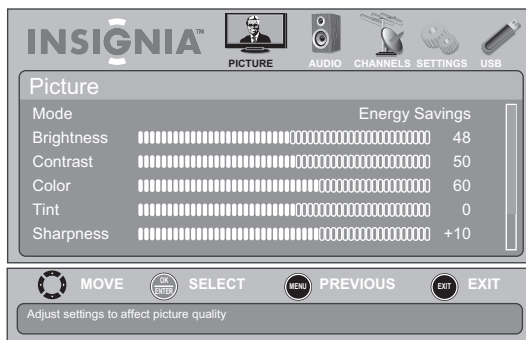 INSIGNIA™
PICTURE AUDIO CHANNELS SETTINGS USB
Picture
Mode Energy Savings
Brightness 48
Contrast 50
Color 60
Tint 0
Sharpness +10
MOVE OK ENTER SELECT MENU PREVIOUS EXIT EXIT
Adjust settings to affect picture quality